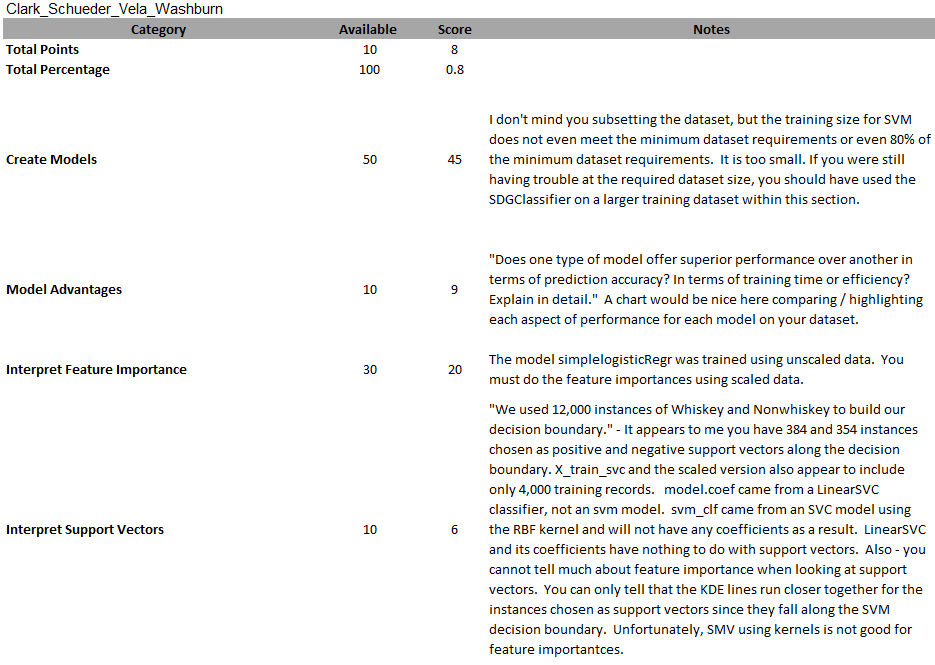 Clark_Schueder_Vela_Washburn
Category Available Score Notes
Total Points 10 8
Total Percentage 100 0.8
Create Models 50 45
I don't mind you subsetting the dataset, but the training size for SVM
does not even meet the minimum dataset requirements or even 80% of
the minimum dataset requirements.  It is too small. If you were still
having trouble at the required dataset size, you should have used the
SDGClassifier on a larger training dataset within this section.
Model Advantages 10 9
"Does one type of model offer superior performance over another in
terms of prediction accuracy? In terms of training time or efficiency?
Explain in detail."  A chart would be nice here comparing / highlighting
each aspect of performance for each model on your dataset.
Interpret Feature Importance 30 20
The model simplelogisticRegr was trained using unscaled data.  You
must do the feature importances using scaled data.
Interpret Support Vectors 10 6
"We used 12,000 instances of Whiskey and Nonwhiskey to build our
decision boundary." - It appears to me you have 384 and 354 instances
chosen as positive and negative support vectors along the decision
boundary. X_train_svc and the scaled version also appear to include
only 4,000 training records.   model.coef came from a LinearSVC
classifier, not an svm model.  svm_clf came from an SVC model using
the RBF kernel and will not have any coefficients as a result.  LinearSVC
and its coefficients have nothing to do with support vectors.  Also - you
cannot tell much about feature importance when looking at support
vectors.  You can only tell that the KDE lines run closer together for the
instances chosen as support vectors since they fall along the SVM
decision boundary.  Unfortunately, SMV using kernels is not good for
feature importantces.